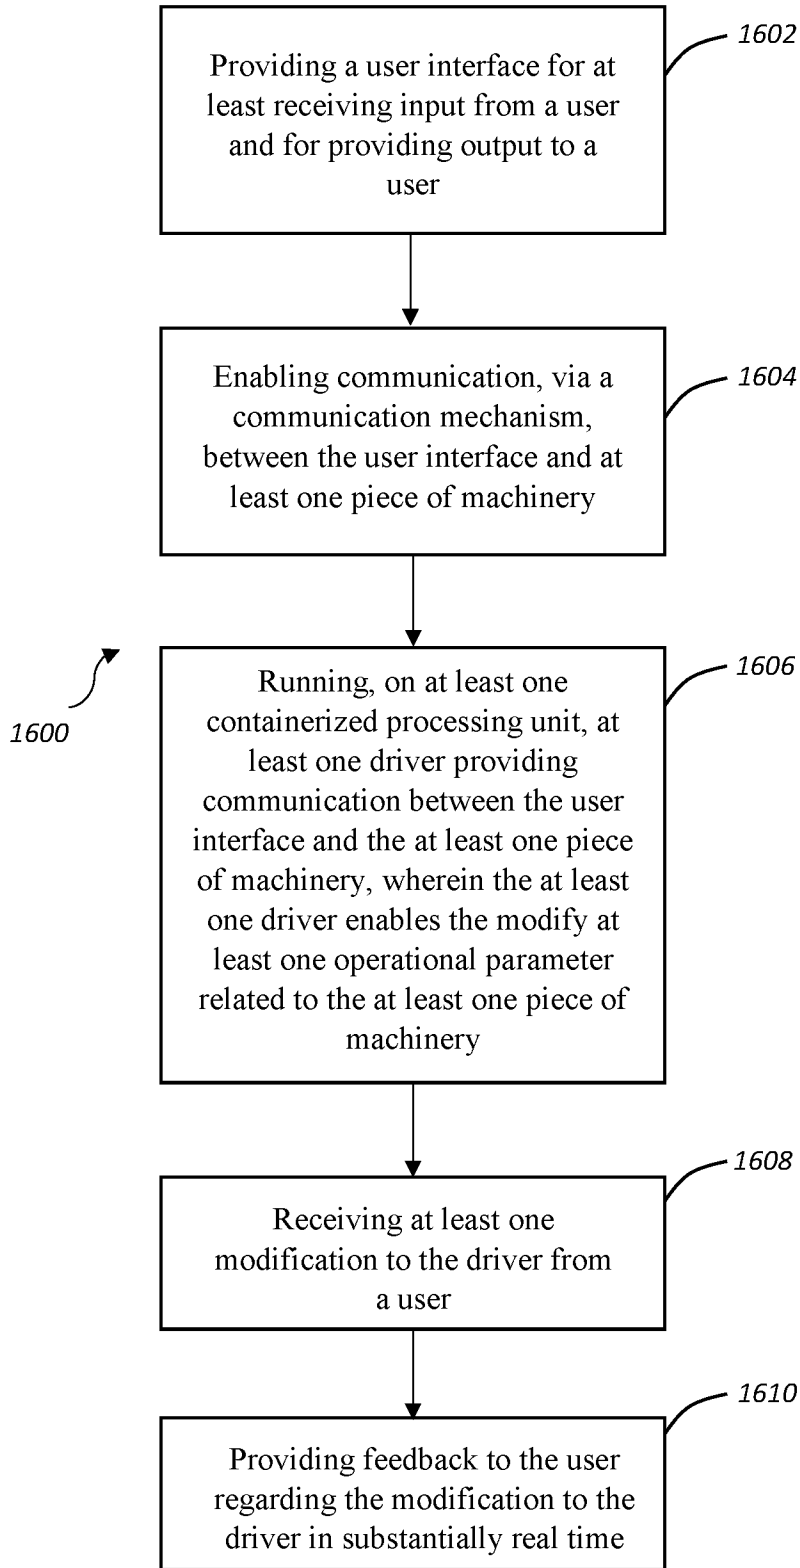 1602
Providing a user interface for at
least receiving input from a user
and for providing output to a
user
1604
Enabling communication, via a
communication mechanism,
between the user interface and at
least one piece of machinery
1600
1606
Running, on at least one
containerized processing unit, at
least one driver providing
communication between the user
interface and the at least one piece
of machinery, wherein the at least
one driver enables the modify at
least one operational parameter
related to the at least one piece of
machinery
1608
Receiving at least one
modification to the driver from
a user
1610
Providing feedback to the user
regarding the modification to the
driver in substantially real time